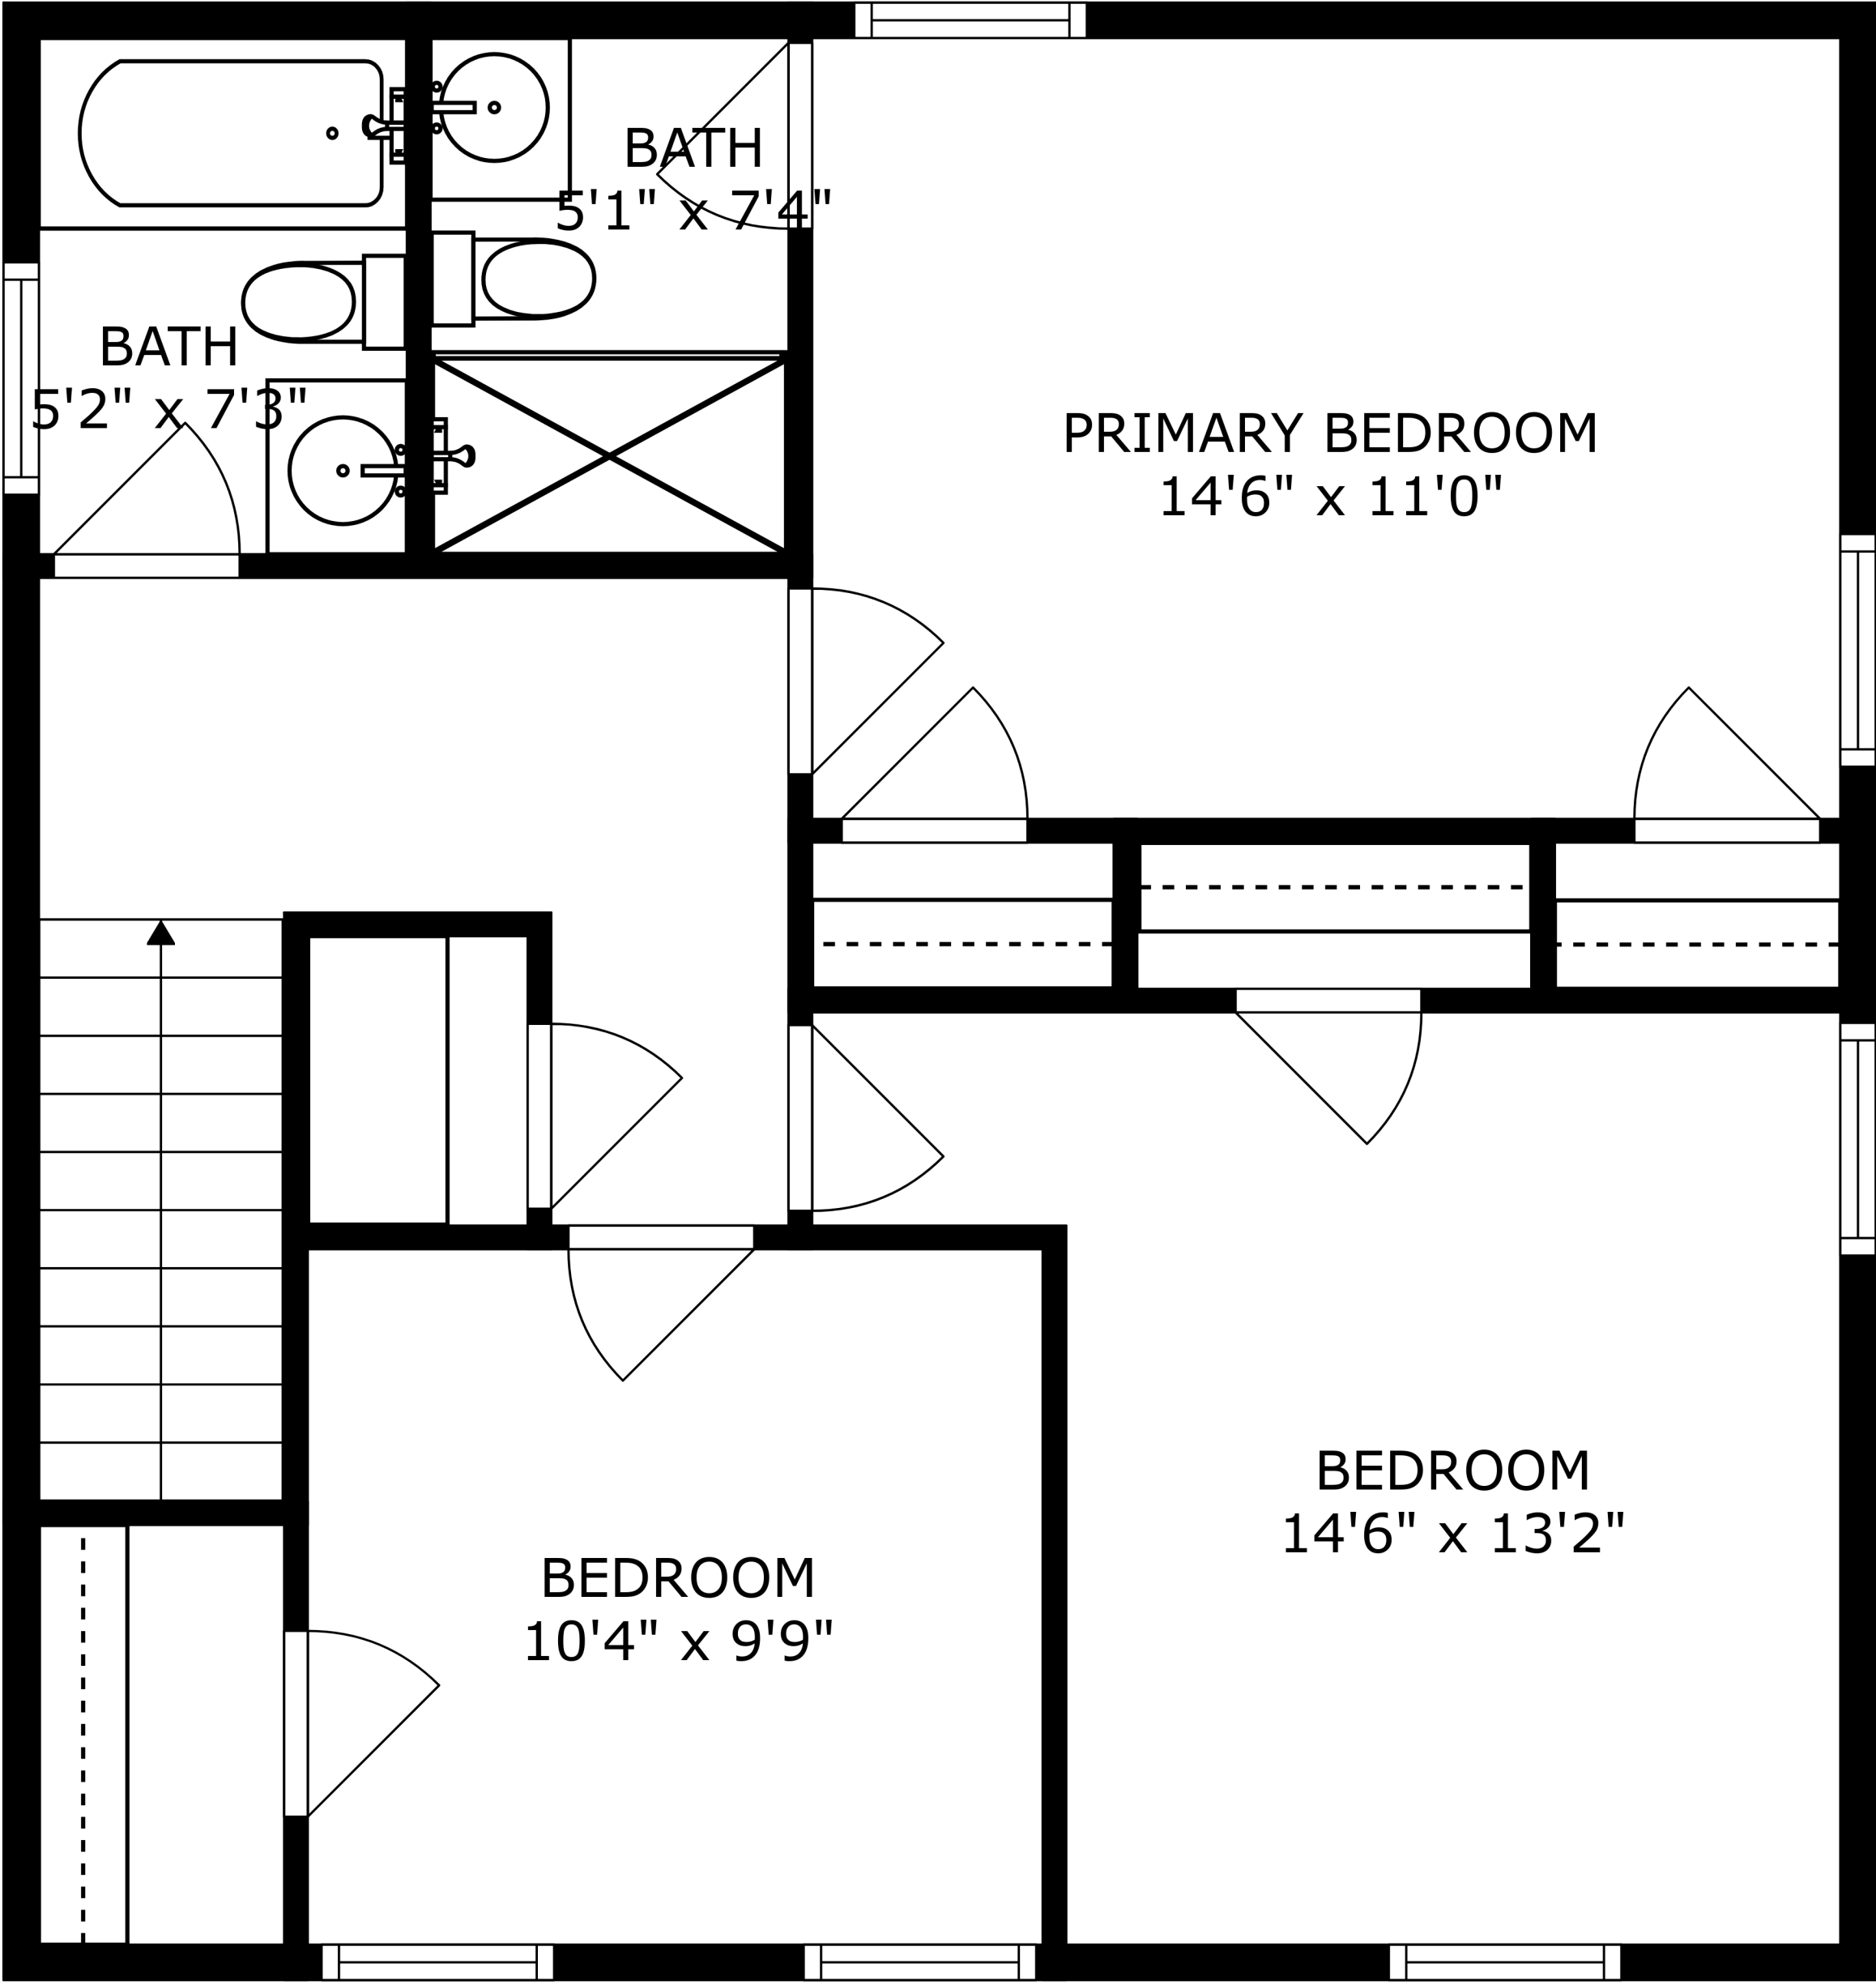 BATH
5'1" x 7'4"
BATH
5'2" x 7'3"
PRIMARY BEDROOM
14'6" x 11'0"
BEDROOM
14'6" x 13'2"
BEDROOM
10'4" x 9'9"